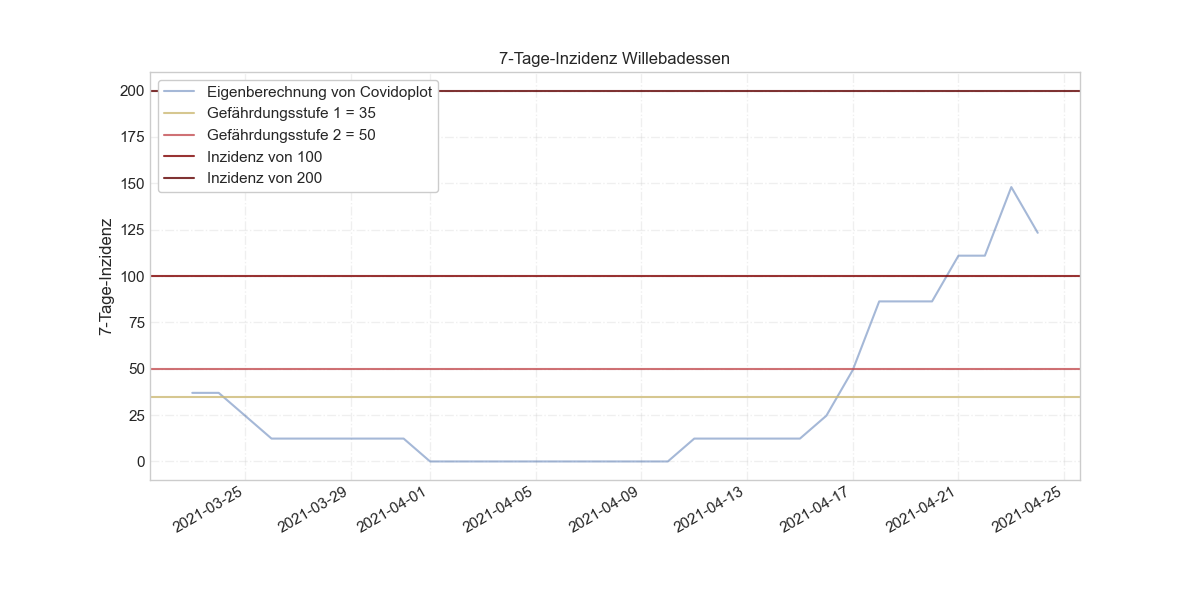 7-Tage-Inzidenz Willebadessen
Eigenberechnung von Covidoplot
Gefährdungsstufe 1 = 35
Gefährdungsstufe 2 = 50
Inzidenz von 100
Inzidenz von 200
7-Tage-Inzidenz
200
175
150
125
100
75
50
25
0
2021-03-25
2021-03-29
2021-04-01
2021-04-05
2021-04-09
2021-04-13
2021-04-17
2021-04-21
2021-04-25